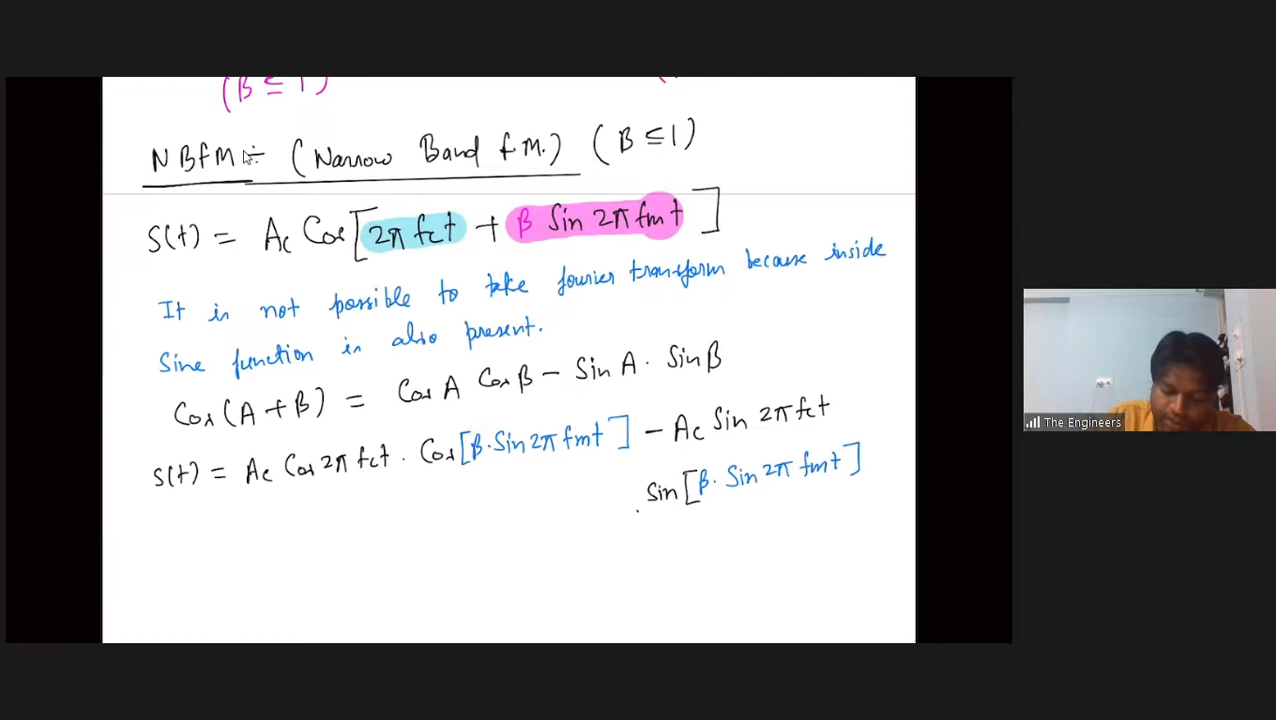 (β ≤ 1)
NBFM ÷ (Narrow Band F.M.) (β ≤ 1)
S(t) = Ac Cos[2π fct + β Sin 2π fmt]
It is not possible to take fourier transform because inside
Sine function is also present.
Cos(A + B) = Cos A Cos B − Sin A · Sin B
S(t) = Ac Cos 2π fct · Cos[β · Sin 2π fmt] − Ac Sin 2π fct
· Sin[β · Sin 2π fmt]
The Engineers